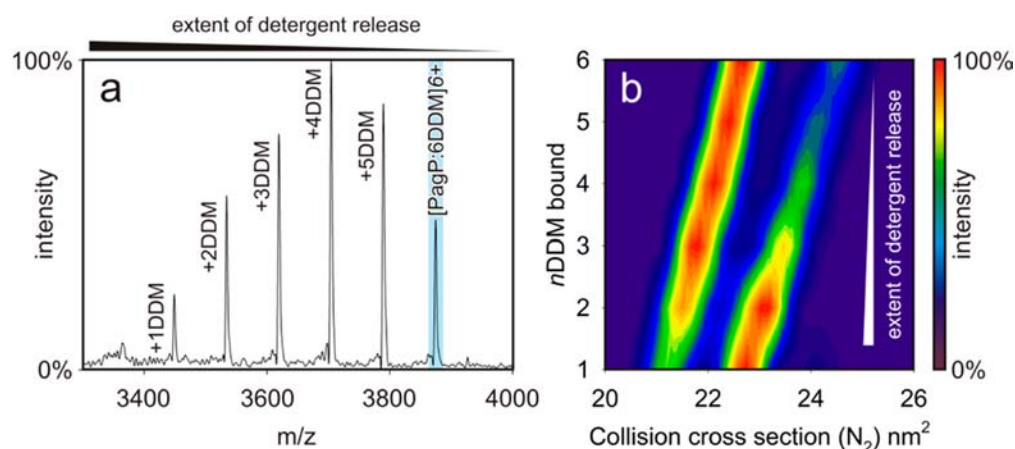 extent of detergent release
100%
a
+1DDM
+2DDM
+3DDM
+4DDM
+5DDM
[PagP:6DDM]6+
intensity
0%
3400
3600
3800
4000
m/z
b
6
5
4
3
2
1
nDDM bound
extent of detergent release
20
22
24
26
Collision cross section (N₂) nm²
100%
intensity
0%